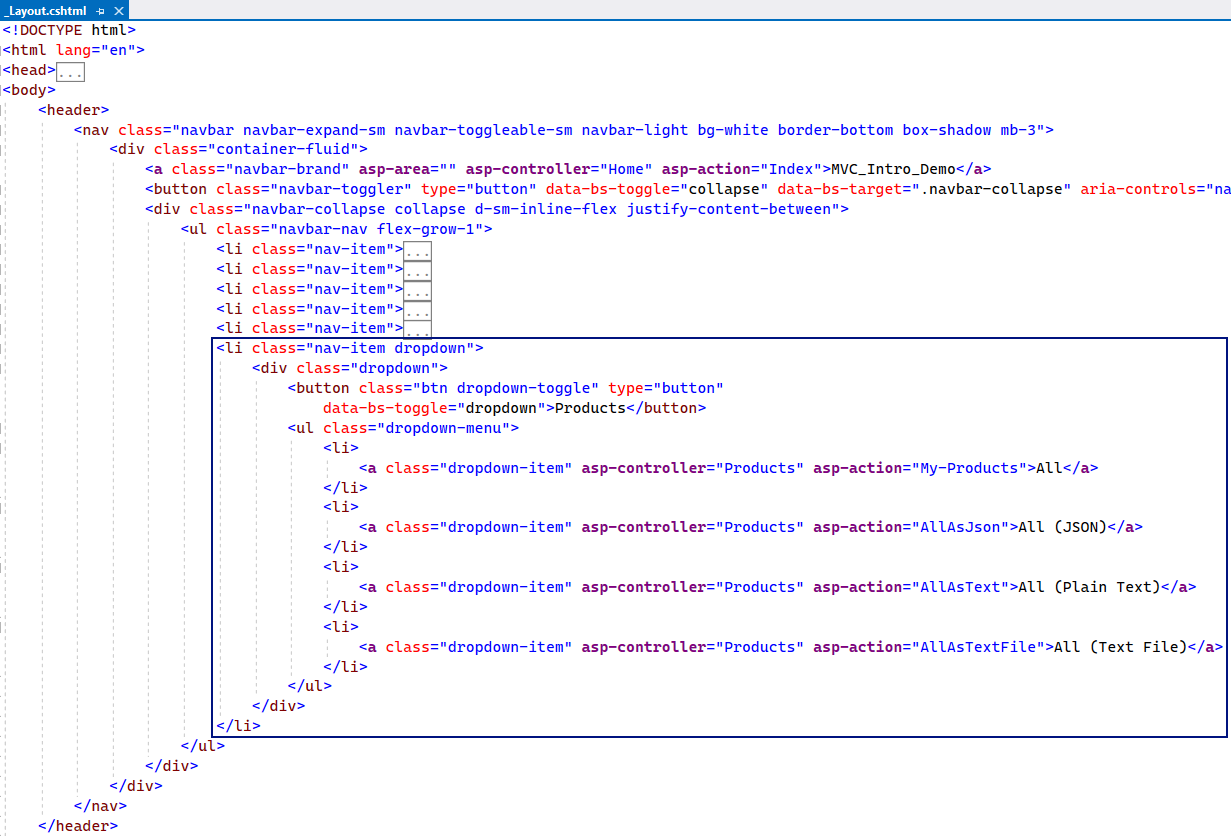 _Layout.cshtml
<!DOCTYPE html>
<html lang="en">
<head>...
<body>
<header>
<nav class="navbar navbar-expand-sm navbar-toggleable-sm navbar-light bg-white border-bottom box-shadow mb-3">
<div class="container-fluid">
<a class="navbar-brand" asp-area="" asp-controller="Home" asp-action="Index">MVC_Intro_Demo</a>
<button class="navbar-toggler" type="button" data-bs-toggle="collapse" data-bs-target=".navbar-collapse" aria-controls="na
<div class="navbar-collapse collapse d-sm-inline-flex justify-content-between">
<ul class="navbar-nav flex-grow-1">
<li class="nav-item">...
<li class="nav-item">...
<li class="nav-item">...
<li class="nav-item">...
<li class="nav-item">...
<li class="nav-item dropdown">
<div class="dropdown">
<button class="btn dropdown-toggle" type="button"
data-bs-toggle="dropdown">Products</button>
<ul class="dropdown-menu">
<li>
<a class="dropdown-item" asp-controller="Products" asp-action="My-Products">All</a>
</li>
<li>
<a class="dropdown-item" asp-controller="Products" asp-action="AllAsJson">All (JSON)</a>
</li>
<li>
<a class="dropdown-item" asp-controller="Products" asp-action="AllAsText">All (Plain Text)</a>
</li>
<li>
<a class="dropdown-item" asp-controller="Products" asp-action="AllAsTextFile">All (Text File)</a>
</li>
</ul>
</div>
</li>
</ul>
</div>
</div>
</nav>
</header>